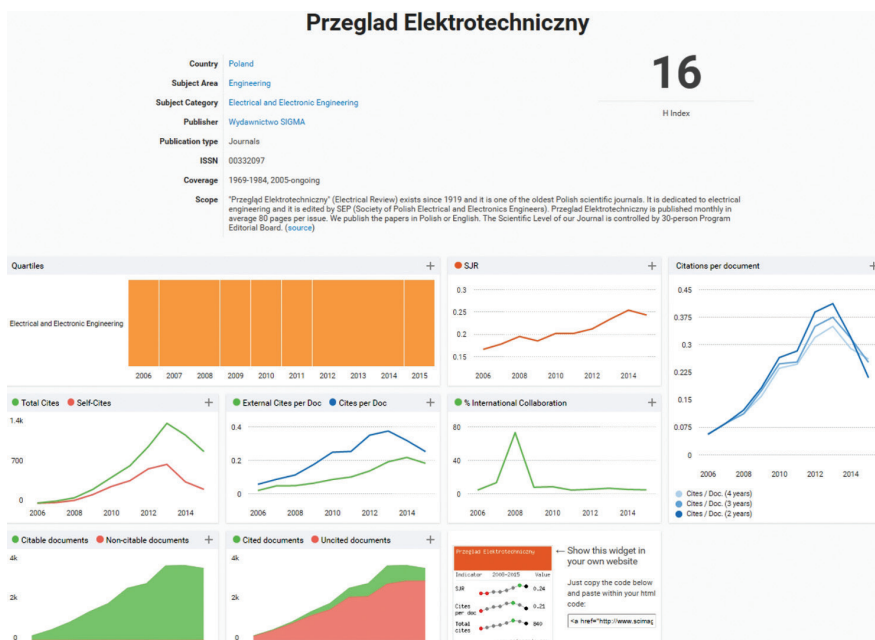 Przeglad Elektrotechniczny
Country Poland
Subject Area Engineering
Subject Category Electrical and Electronic Engineering
Publisher Wydawnictwo SIGMA
Publication type Journals
ISSN 00332097
Coverage 1969-1984, 2005-ongoing
Scope "Przegląd Elektrotechniczny" (Electrical Review) exists since 1919 and it is one of the oldest Polish scientific journals. It is dedicated to electrical
engineering and it is edited by SEP (Society of Polish Electrical and Electronics Engineers). Przeglad Elektrotechniczny is published monthly in
average 80 pages per issue. We publish the papers in Polish or English. The Scientific Level of our Journal is controlled by 30-person Program
Editorial Board. (source)
16
H Index
Quartiles +
Electrical and Electronic Engineering
2006 2007 2008 2009 2010 2011 2012 2013 2014 2015
SJR +
0.3
0.25
0.2
0.15
2006 2008 2010 2012 2014
Citations per document +
0.45
0.375
0.3
0.225
0.15
0.075
0
2006 2008 2010 2012 2014
Cites / Doc. (4 years)
Cites / Doc. (3 years)
Cites / Doc. (2 years)
Total Cites Self-Cites +
1.4k
700
0
2006 2008 2010 2012 2014
External Cites per Doc Cites per Doc +
0.4
0.2
0
2006 2008 2010 2012 2014
% International Collaboration +
80
40
0
2006 2008 2010 2012 2014
Citable documents Non-citable documents +
4k
2k
0
Cited documents Uncited documents +
4k
2k
0
Przeglad Elektrotechniczny
Indicator 2006-2015 Value
SJR 0.24
Cites
per doc 0.21
Total
cites 840
← Show this widget in
your own website
Just copy the code below
and paste within your html
code:
<a href="http://www.scimag